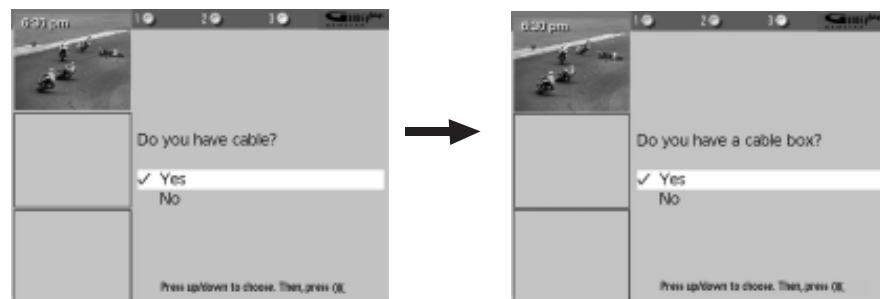 6:30 pm 1 2 3
Do you have cable?
✓ Yes
No
Press up/down to choose. Then, press OK.
6:30 pm 1 2 3
Do you have a cable box?
✓ Yes
No
Press up/down to choose. Then, press OK.